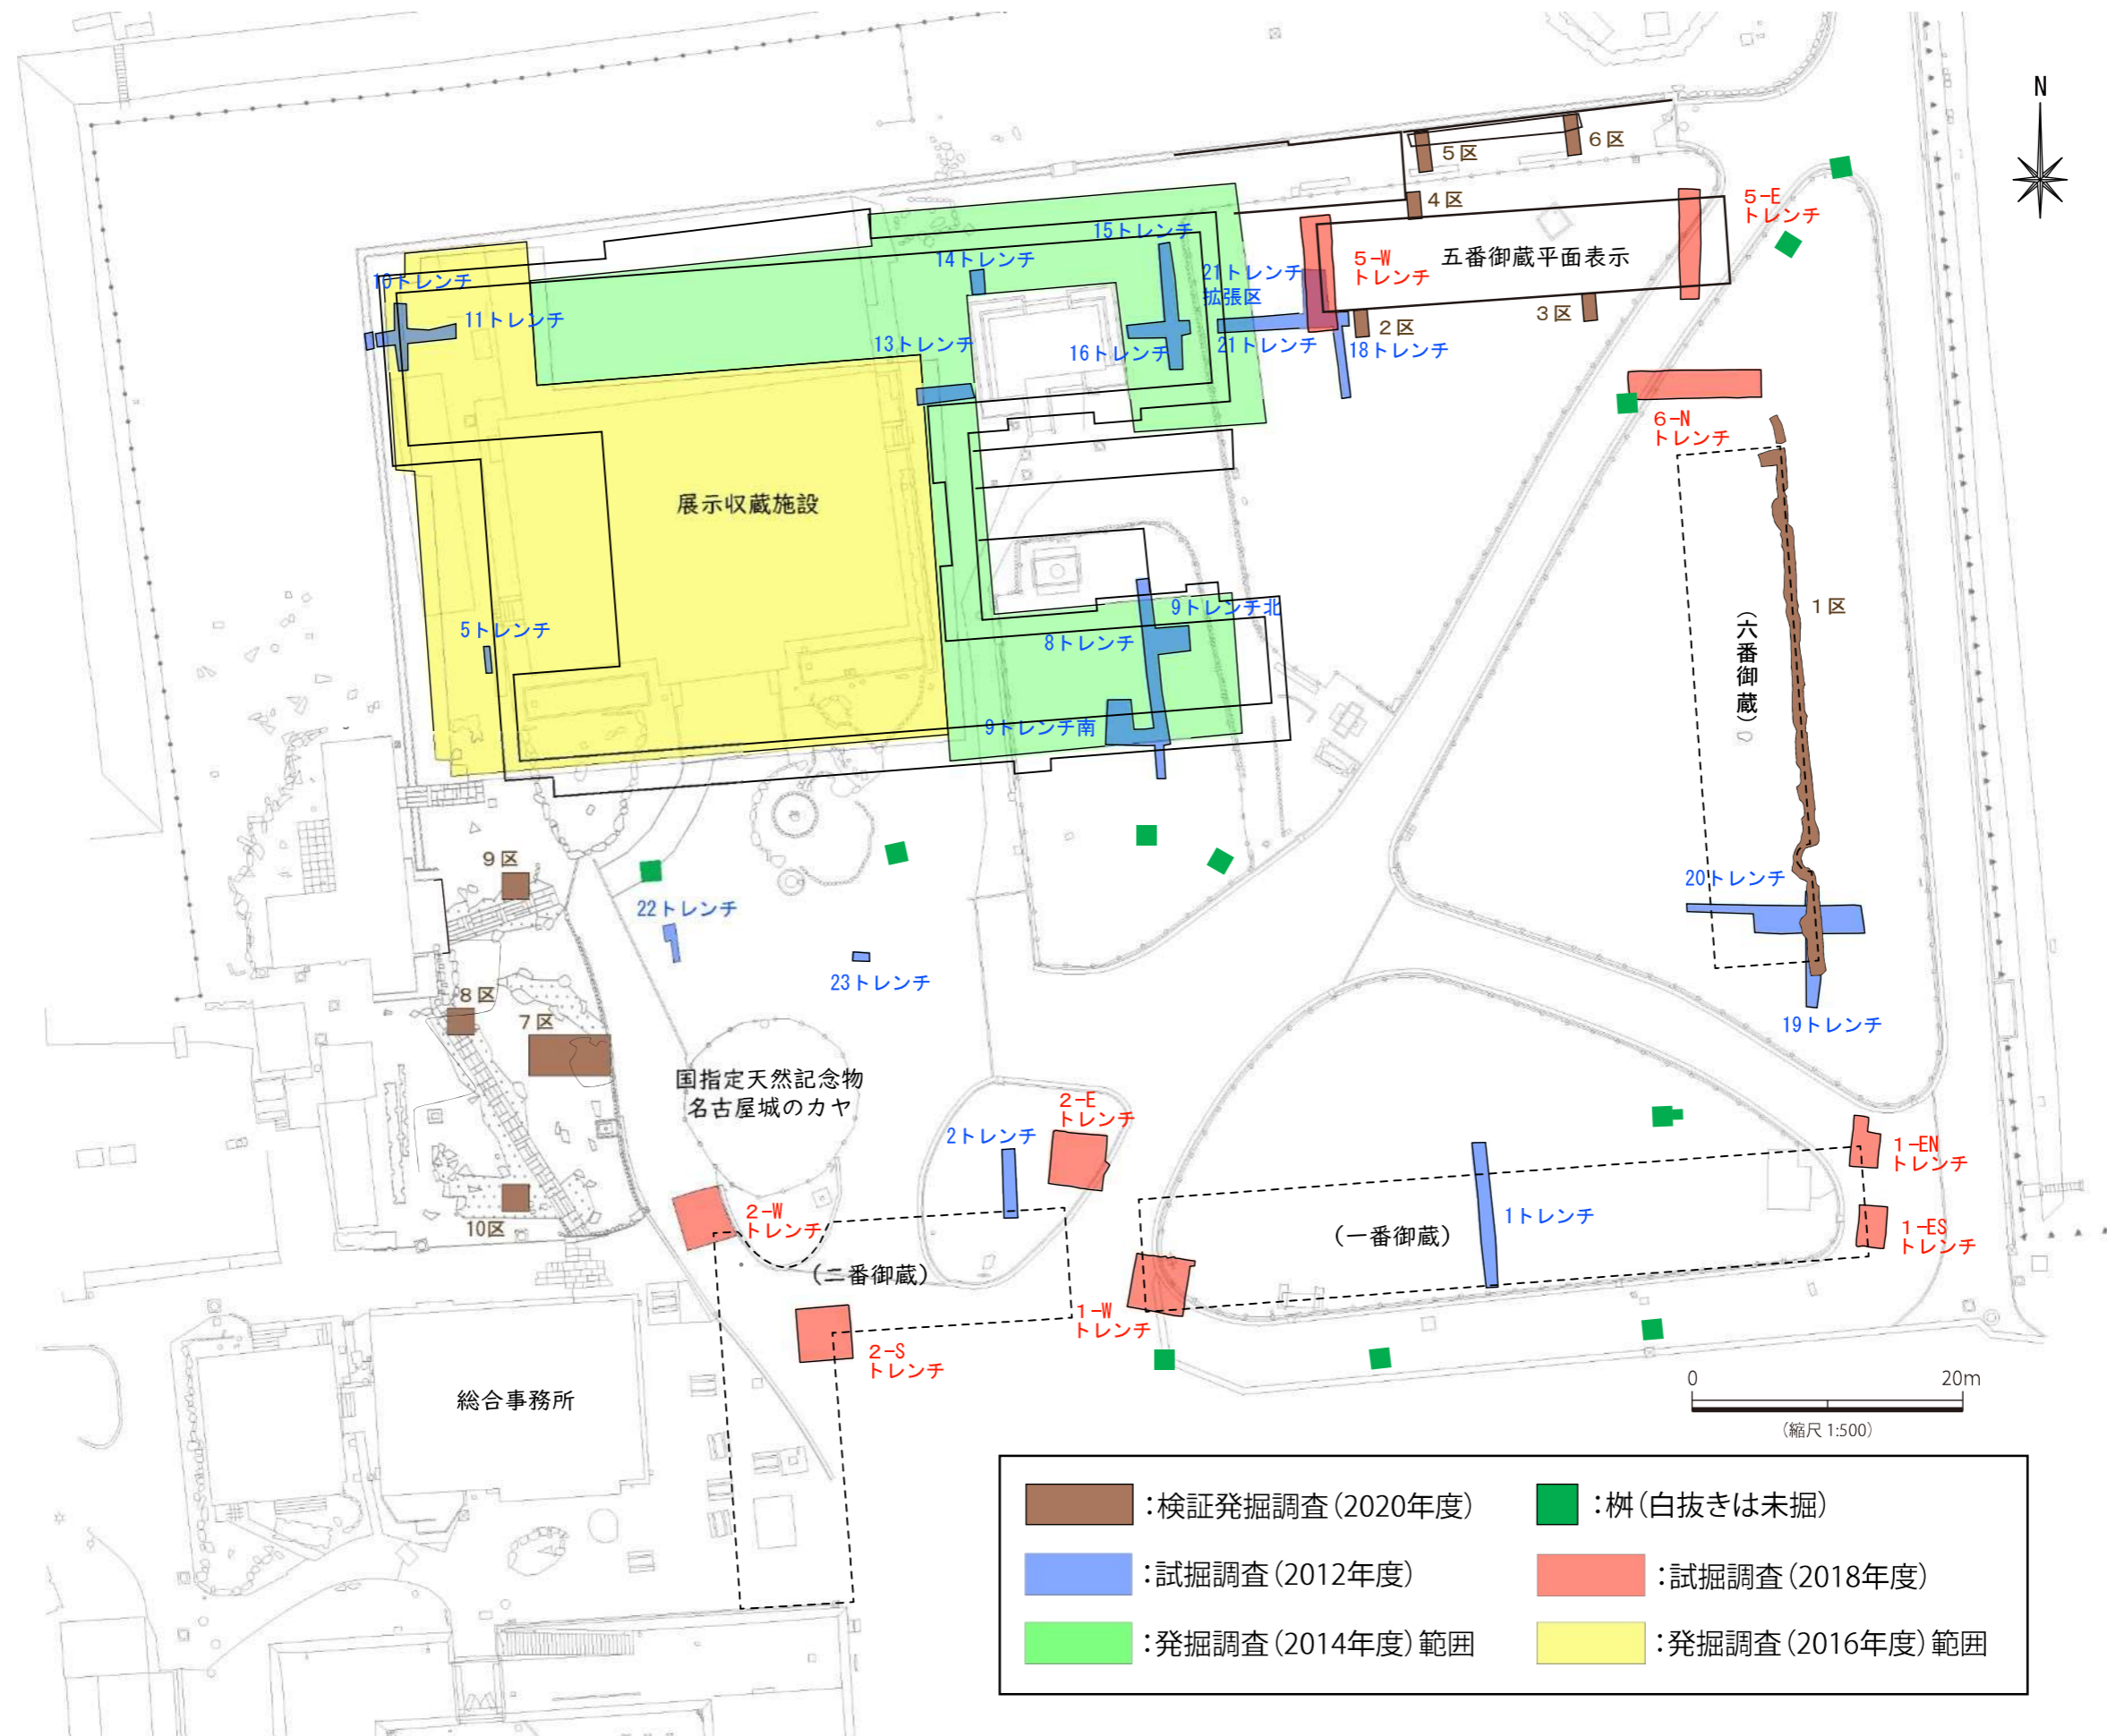 N
6区
5区
5-E
トレンチ
4区
15トレンチ
14トレンチ
五番御蔵平面表示
5-W
トレンチ
21トレンチ
拡張区
10トレンチ
3区
11トレンチ
2区
13トレンチ
16トレンチ
21トレンチ
18トレンチ
6-N
トレンチ
展示収蔵施設
9トレンチ北
1区
5トレンチ
8トレンチ
(六番御蔵)
9トレンチ南
9区
20トレンチ
22トレンチ
23トレンチ
8区
7区
19トレンチ
国指定天然記念物
名古屋城のカヤ
2-E
トレンチ
2トレンチ
1-EN
トレンチ
2-W
トレンチ
1トレンチ
10区
1-ES
トレンチ
(一番御蔵)
(二番御蔵)
1-W
トレンチ
2-S
トレンチ
総合事務所
0 20m
(縮尺 1:500)
:検証発掘調査(2020年度)
:桝(白抜きは未掘)
:試掘調査(2012年度)
:試掘調査(2018年度)
:発掘調査(2014年度)範囲
:発掘調査(2016年度)範囲